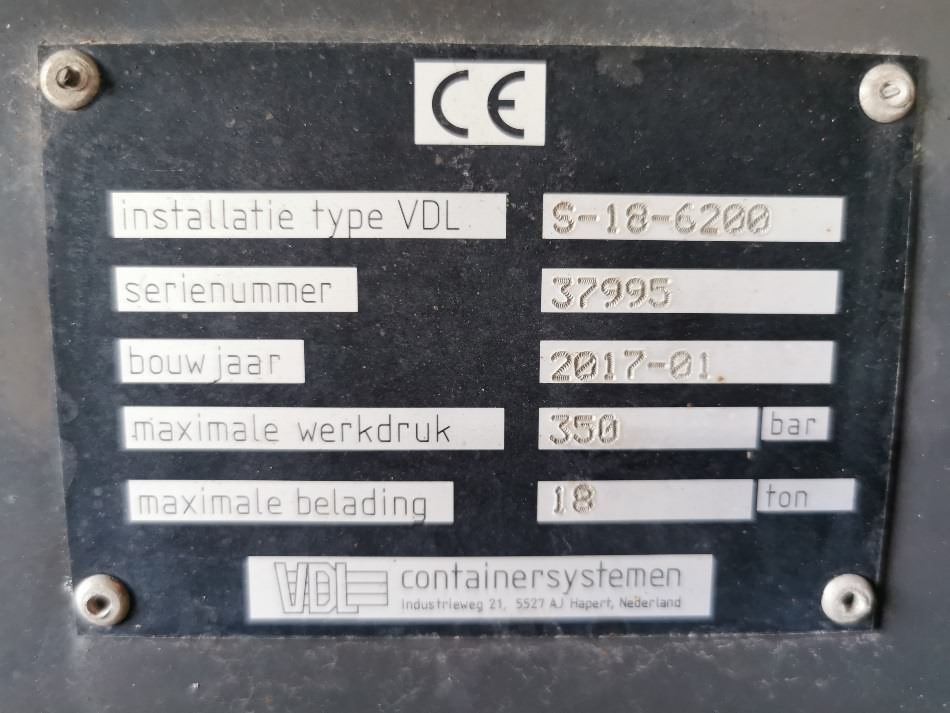 CE
installatie type VDL S-18-6200
serienummer 37995
bouwjaar 2017-01
maximale werkdruk 350 bar
maximale belading 18 ton
VDL containersystemen
Industrieweg 21, 5527 AJ Hapert, Nederland